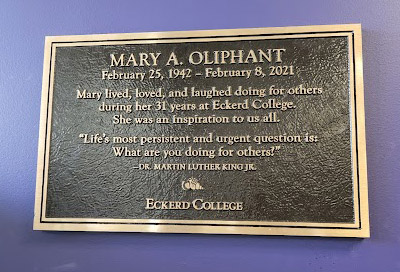 MARY A. OLIPHANT
February 25, 1942 – February 8, 2021
Mary lived, loved, and laughed doing for others
during her 31 years at Eckerd College.
She was an inspiration to us all.
"Life's most persistent and urgent question is:
What are you doing for others?"
—DR. MARTIN LUTHER KING JR.
ECKERD COLLEGE